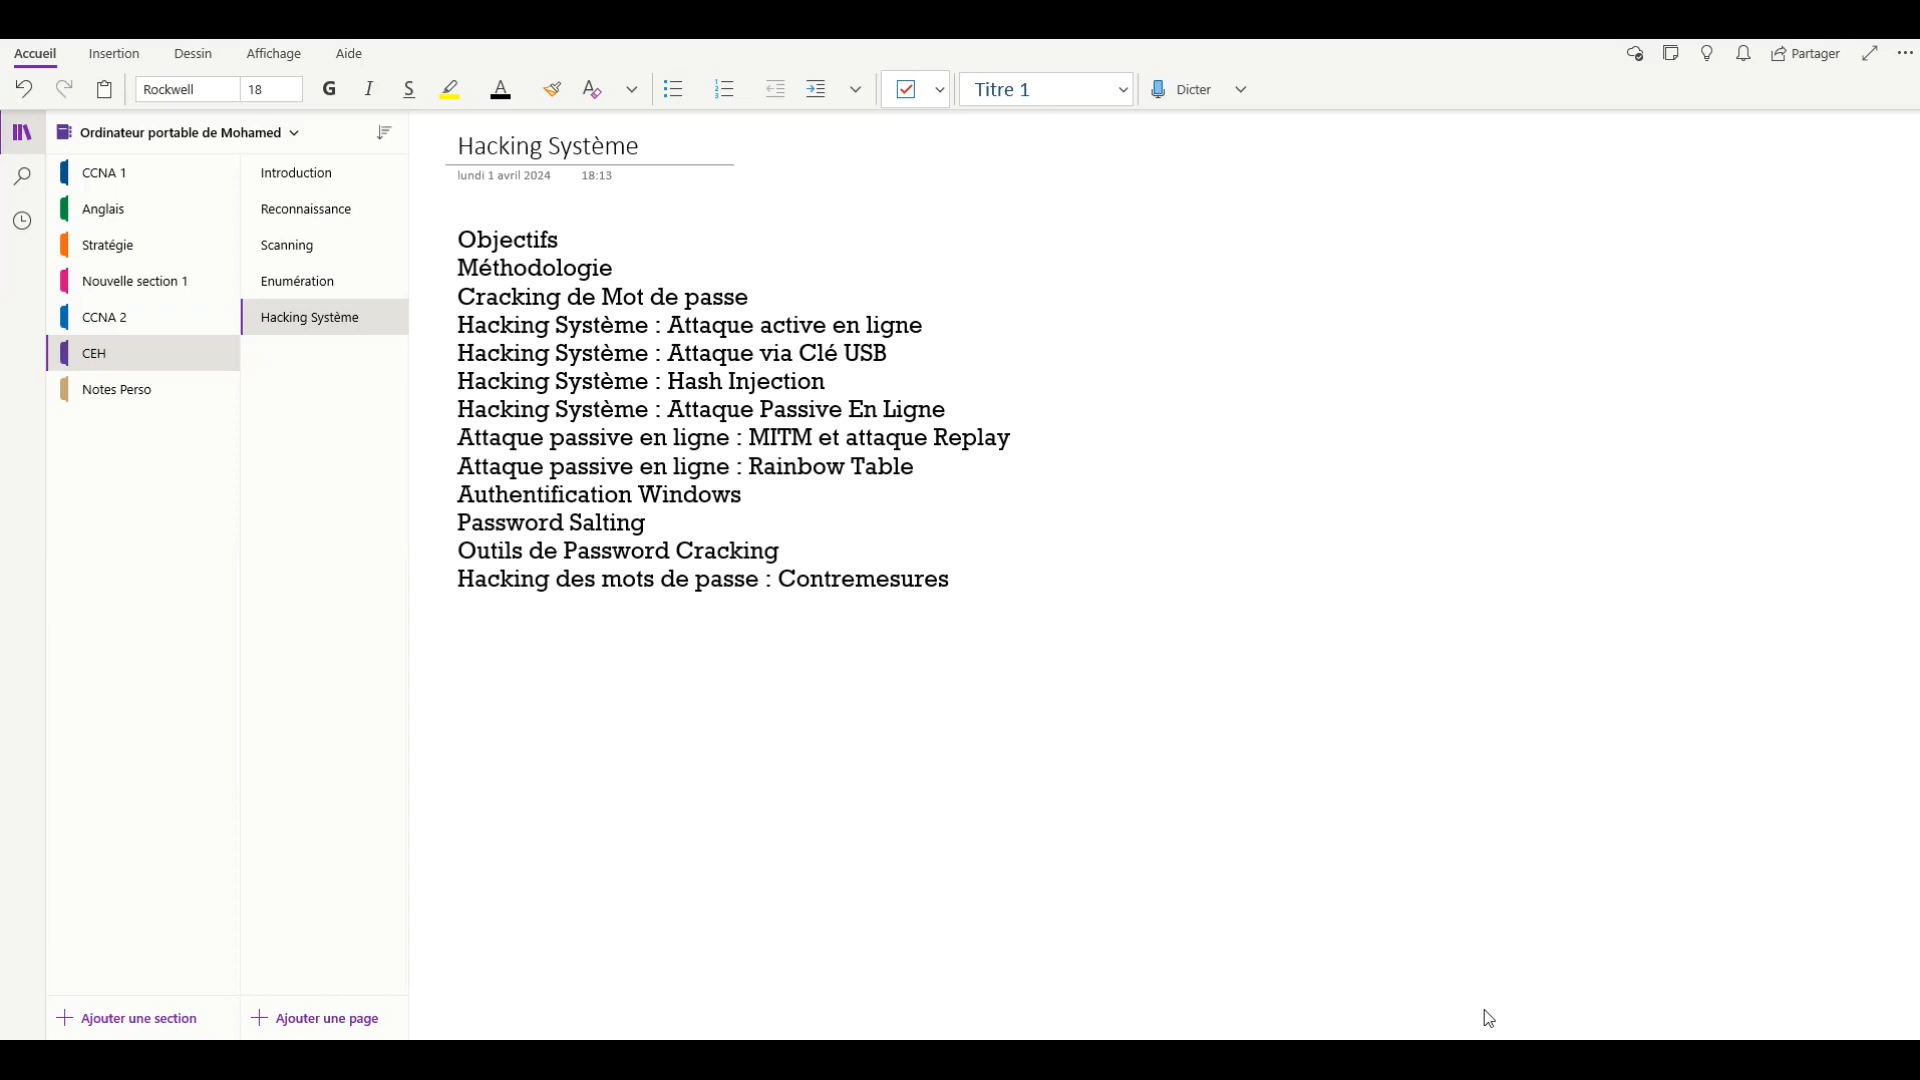 Accueil Insertion Dessin Affichage Aide Partager
Rockwell 18 G I S A A Titre 1 Dicter
Ordinateur portable de Mohamed
CCNA 1
Anglais
Stratégie
Nouvelle section 1
CCNA 2
CEH
Notes Perso
Introduction
Reconnaissance
Scanning
Enumération
Hacking Système
Hacking Système
lundi 1 avril 2024 18:13
Objectifs
Méthodologie
Cracking de Mot de passe
Hacking Système : Attaque active en ligne
Hacking Système : Attaque via Clé USB
Hacking Système : Hash Injection
Hacking Système : Attaque Passive En Ligne
Attaque passive en ligne : MITM et attaque Replay
Attaque passive en ligne : Rainbow Table
Authentification Windows
Password Salting
Outils de Password Cracking
Hacking des mots de passe : Contremesures
Ajouter une section
Ajouter une page